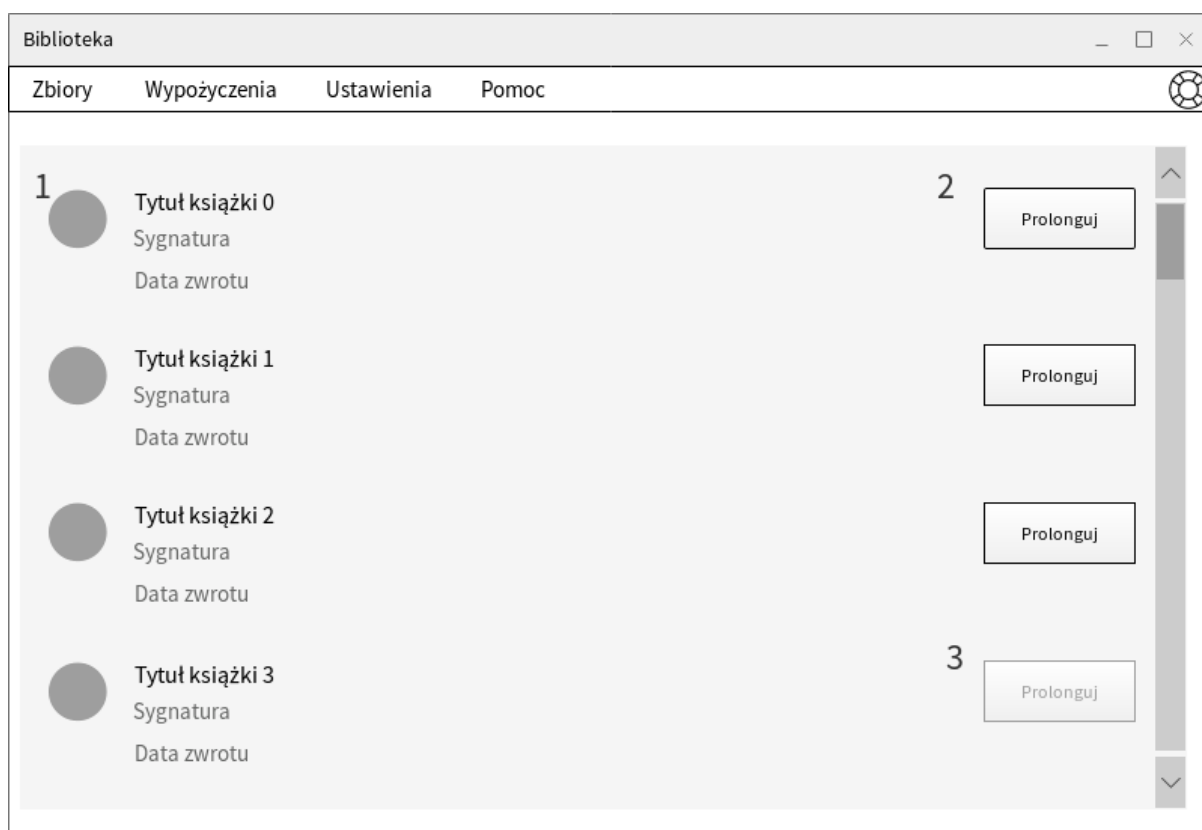 Biblioteka
Zbiory Wypożyczenia Ustawienia Pomoc
1 Tytuł książki 0 2 Prolonguj
Sygnatura
Data zwrotu
Tytuł książki 1 Prolonguj
Sygnatura
Data zwrotu
Tytuł książki 2 Prolonguj
Sygnatura
Data zwrotu
Tytuł książki 3 3 Prolonguj
Sygnatura
Data zwrotu